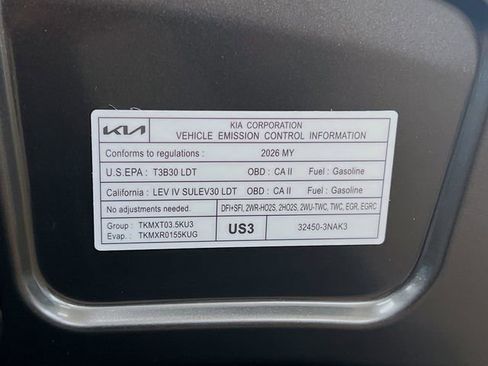 KIA
KIA CORPORATION
VEHICLE EMISSION CONTROL INFORMATION
Conforms to regulations : 2026 MY
U.S.EPA : T3B30 LDT OBD : CA II Fuel : Gasoline
California : LEV IV SULEV30 LDT OBD : CA II Fuel : Gasoline
No adjustments needed. DFI+SFI, 2WR-HO2S, 2HO2S, 2WU-TWC, TWC, EGR, EGRC
Group : TKMXT03.5KU3
Evap. : TKMXR0155KUG
US3
32450-3NAK3